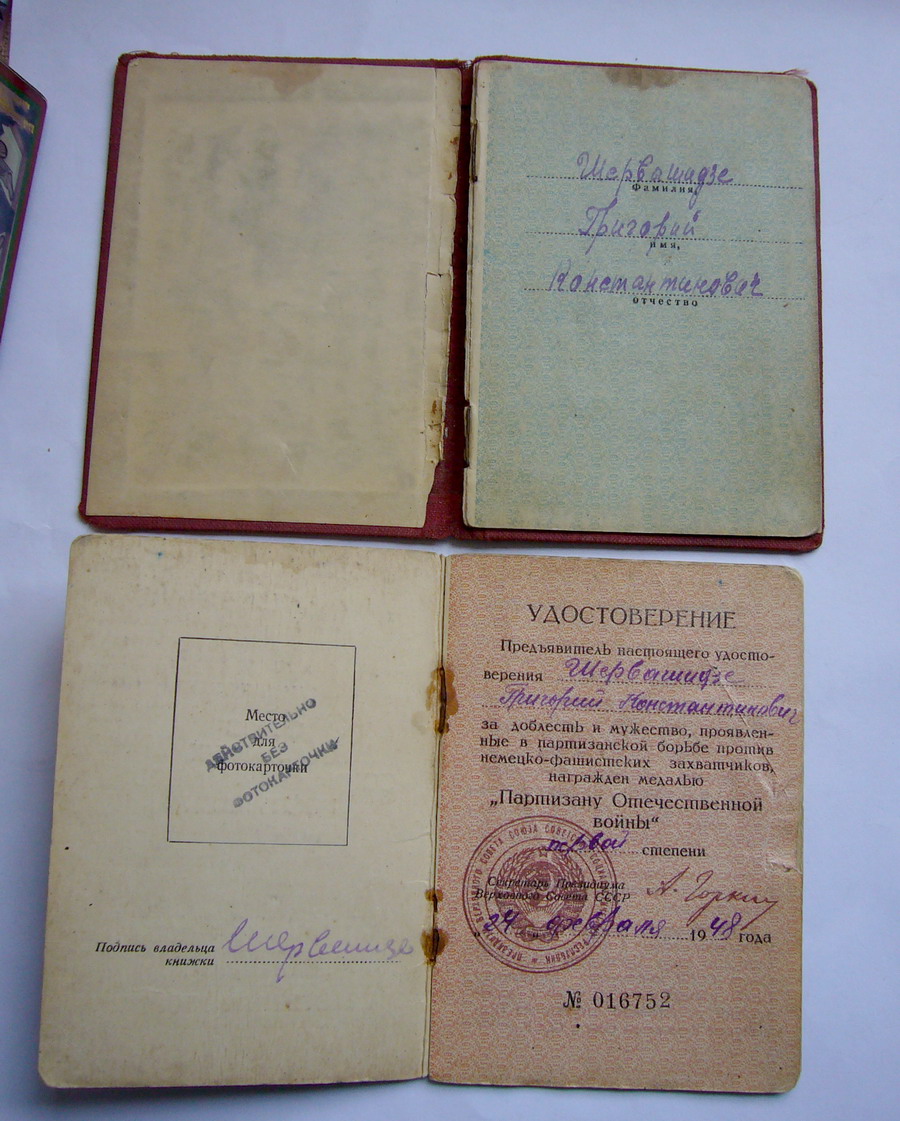 Шервашидзе
Фамилия,
Григорий
имя,
Константинович
отчество
Место
для
фотокарточки
ДЕЙСТВИТЕЛЬНО
БЕЗ
ФОТОКАРТОЧКИ
Подпись владельца
книжки Шервашидзе
УДОСТОВЕРЕНИЕ
Предъявитель настоящего удосто-
верения Шервашидзе
Григорий Константинович
за доблесть и мужество, проявлен-
ные в партизанской борьбе против
немецко-фашистских захватчиков,
награжден медалью
„Партизану Отечественной
войны“
первой степени
Секретарь Президиума
Верховного Совета СССР А. Горкин
24 февраля 1948 года
№ 016752